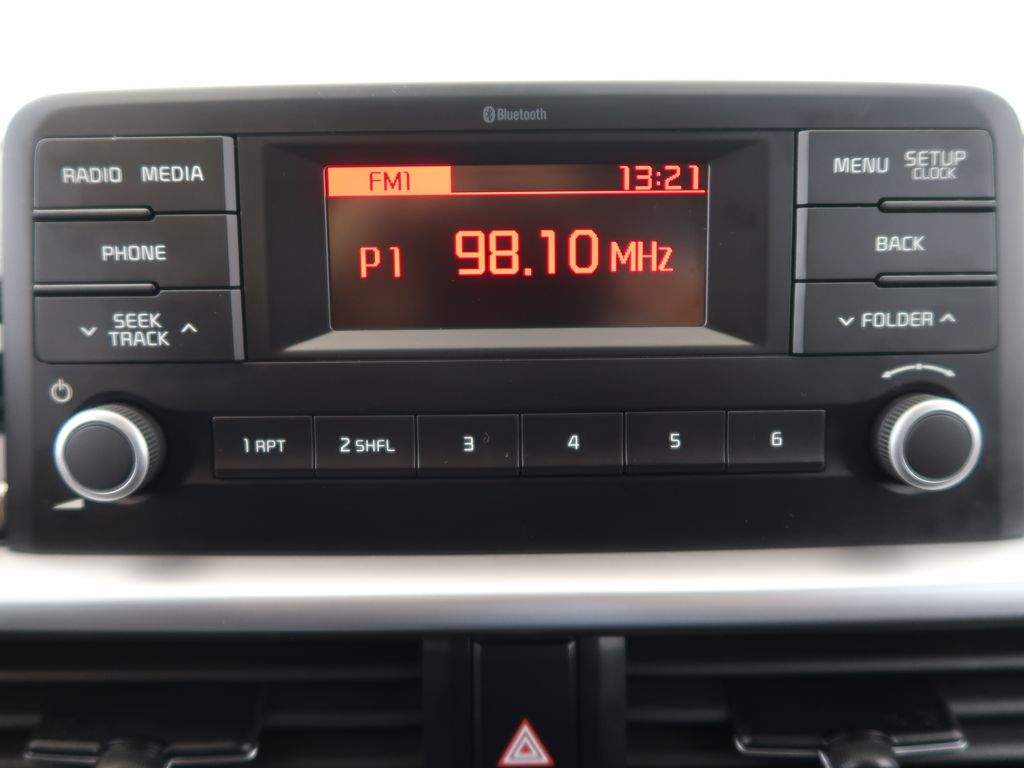 Bluetooth
RADIO MEDIA
FM1 13:21
MENU SETUP
CLOCK
PHONE
P1 98.10 MHz
BACK
SEEK
TRACK
FOLDER
1 RPT 2 SHFL 3 4 5 6